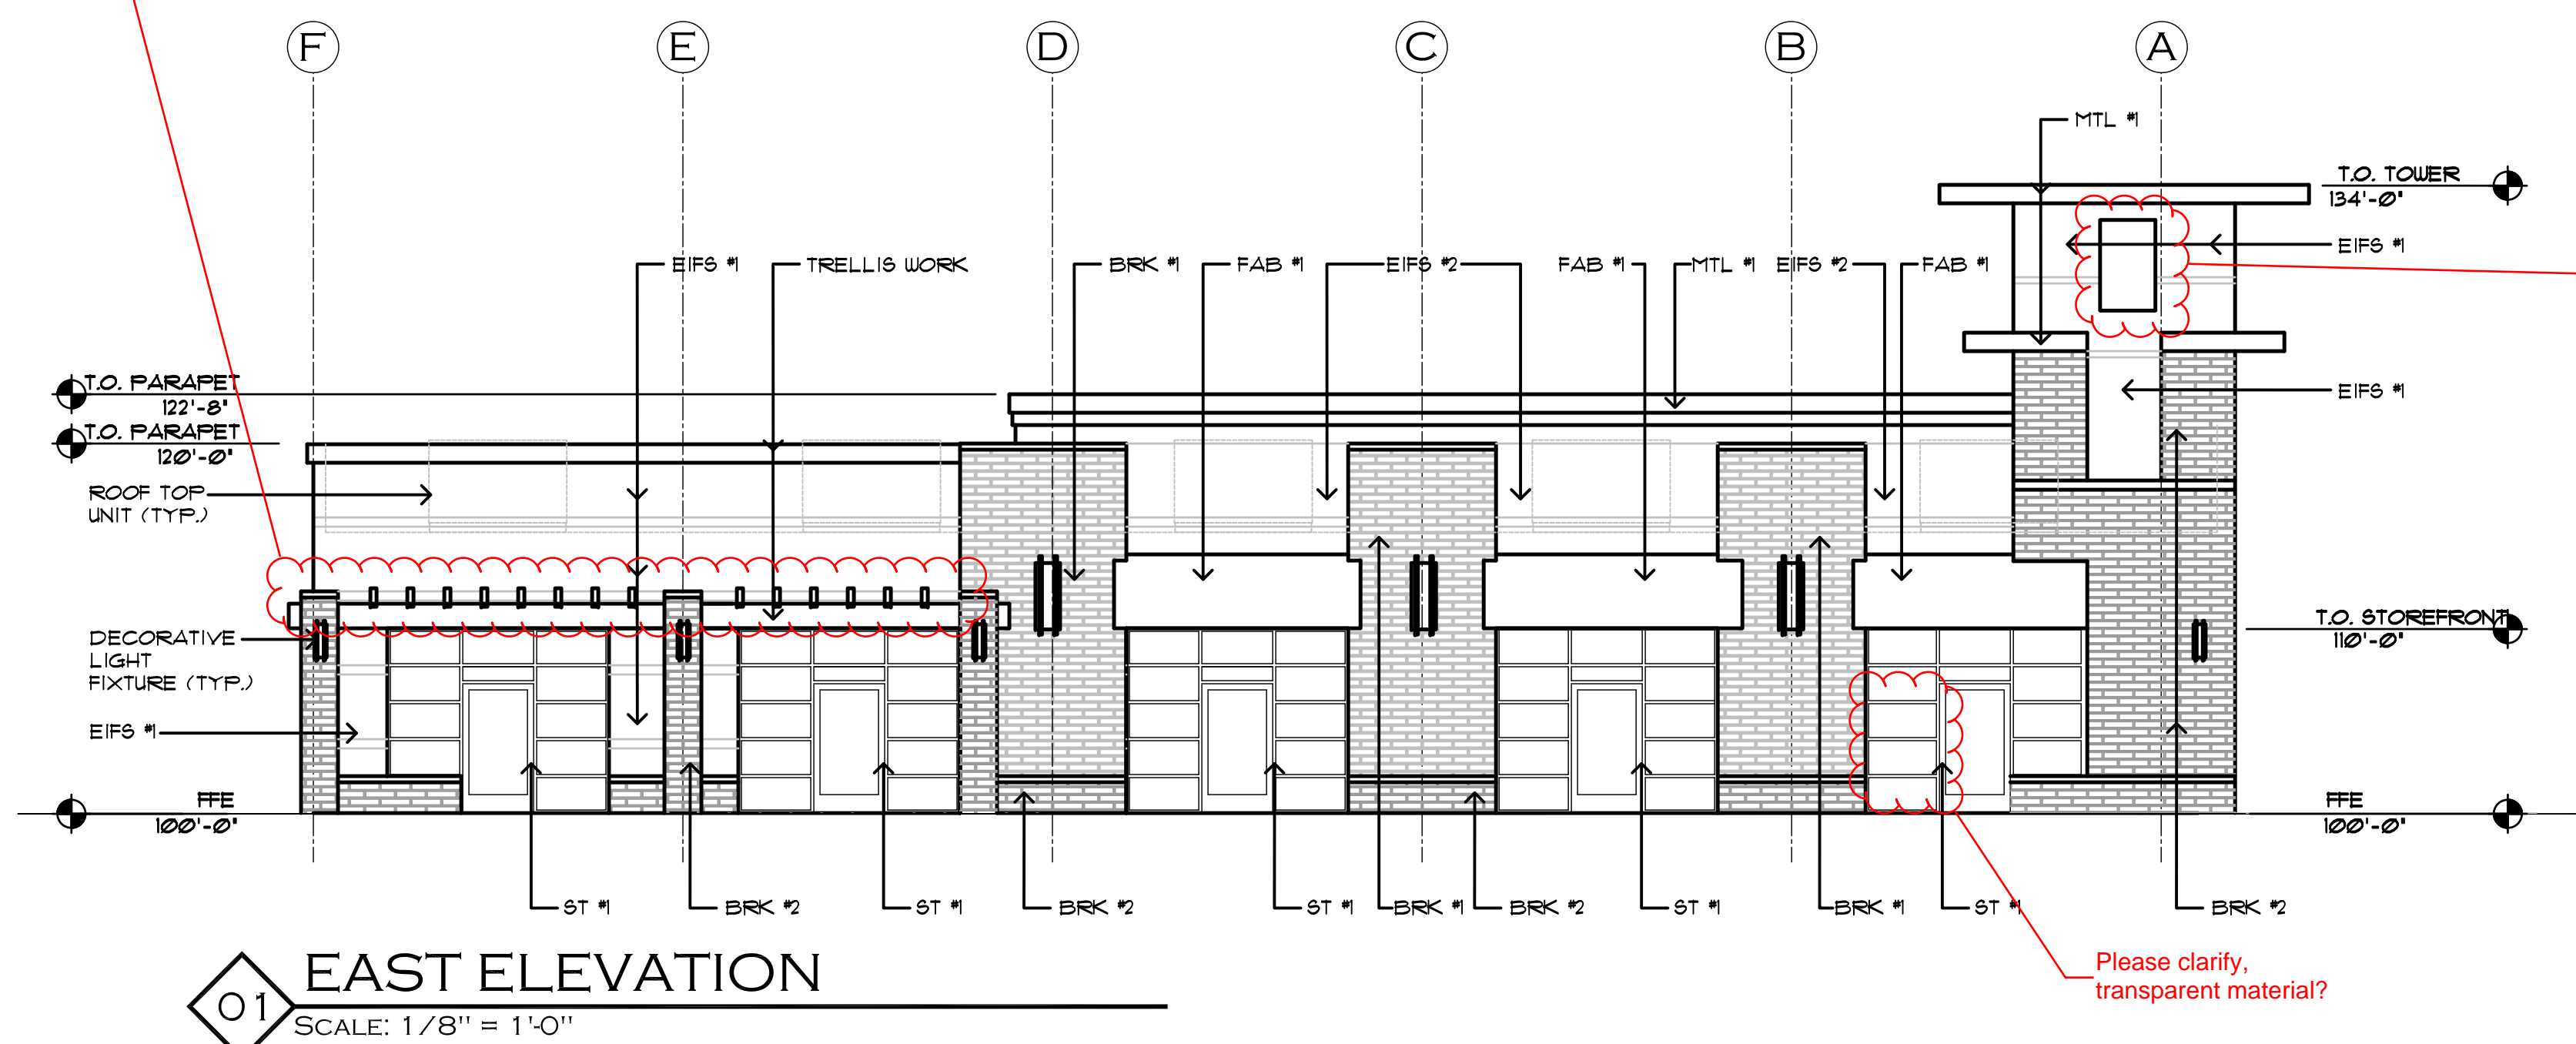 F E D C B A
MTL #1
T.O. TOWER
134'-0"
EIFS #1
EIFS #1 TRELLIS WORK BRK #1 FAB #1 EIFS #2 FAB #1 MTL #1 EIFS #2 FAB #1
T.O. PARAPET
122'-8"
EIFS #1
T.O. PARAPET
120'-0"
ROOF TOP
UNIT (TYP.)
T.O. STOREFRONT
110'-0"
DECORATIVE
LIGHT
FIXTURE (TYP.)
EIFS #1
FFE
100'-0"
FFE
100'-0"
ST #1 BRK #2 ST #1 BRK #2 ST #1 BRK #1 BRK #2 ST #1 BRK #1 ST #1 BRK #2
Please clarify,
transparent material?
01 EAST ELEVATION
SCALE: 1/8" = 1'-0"